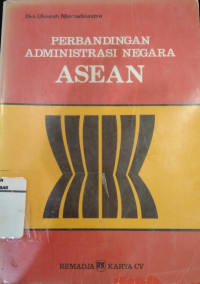 PERBANDINGAN
ADMINISTRASI NEGARA
ASEAN
REMADJA KARYA CV